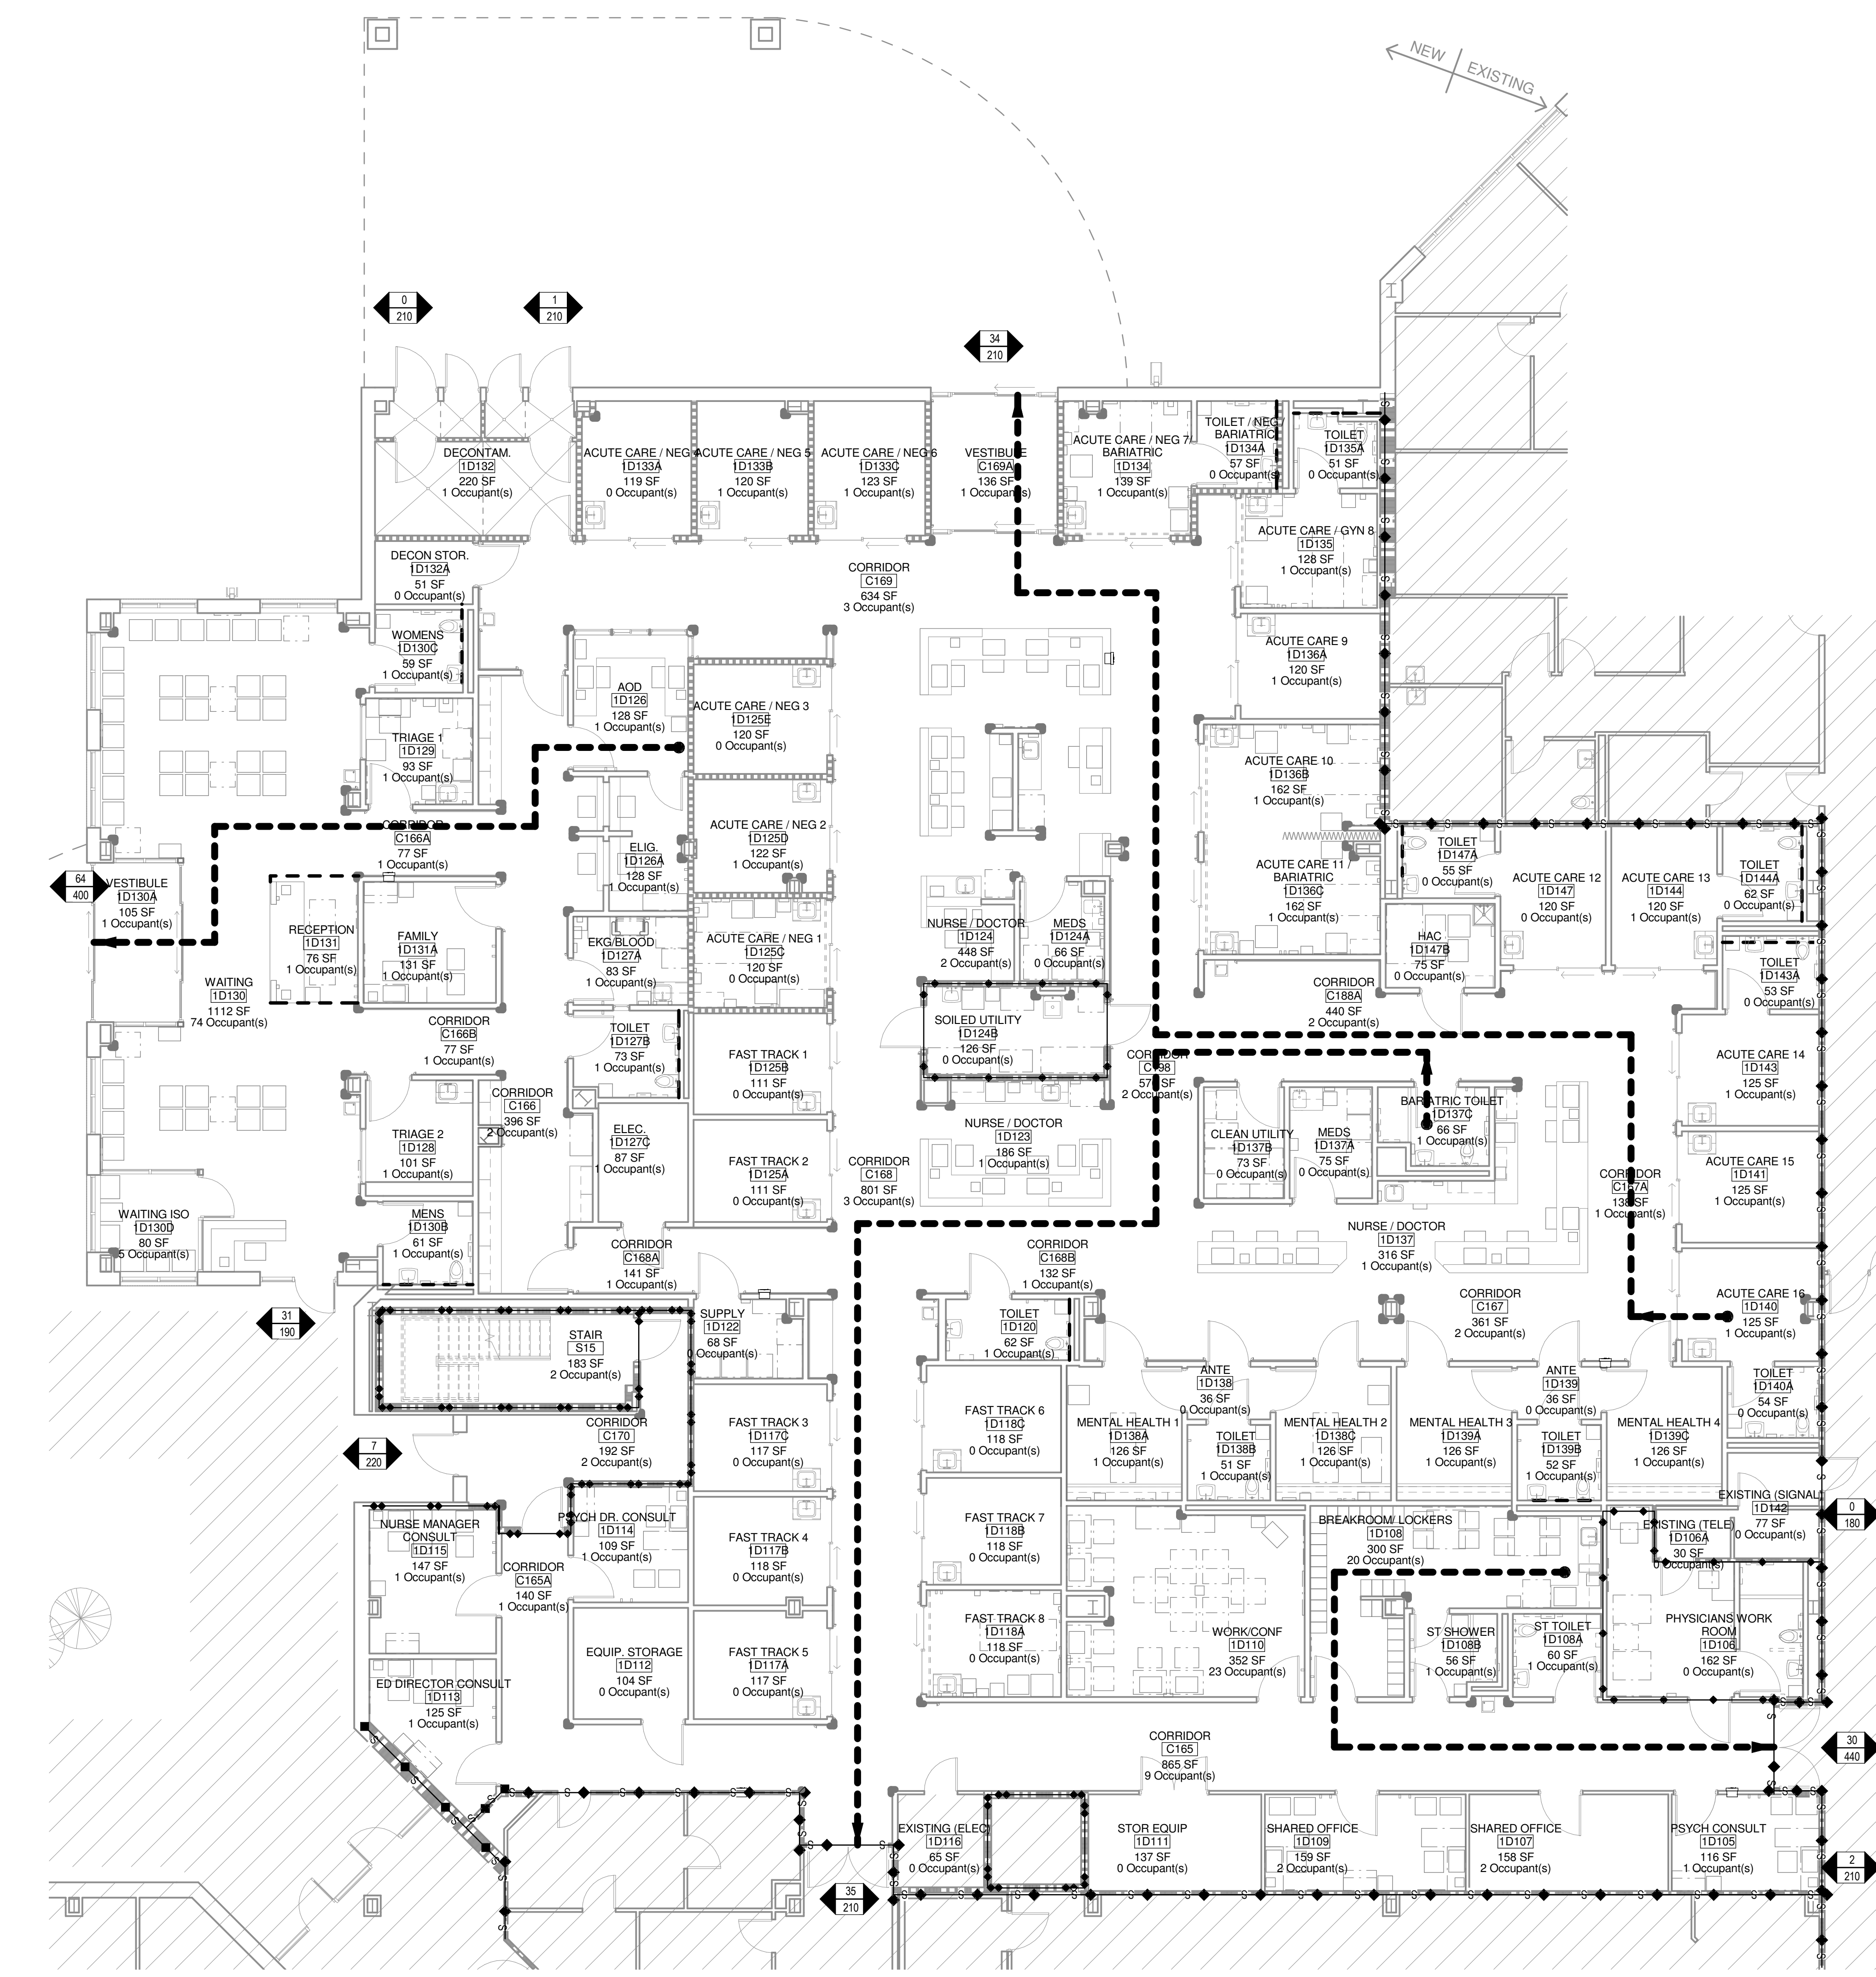 NEW
EXISTING
0
210
1
210
34
210
DECONTAM.
1D132
220 SF
1 Occupant(s)
ACUTE CARE / NEG 4
1D133A
119 SF
0 Occupant(s)
ACUTE CARE / NEG 5
1D133B
120 SF
1 Occupant(s)
ACUTE CARE / NEG 6
1D133C
123 SF
1 Occupant(s)
VESTIBULE
C169A
136 SF
1 Occupant(s)
ACUTE CARE / NEG 7/
BARIATRIC
1D134
139 SF
1 Occupant(s)
TOILET / NEG /
BARIATRIC
1D134A
57 SF
0 Occupant(s)
TOILET
1D135A
51 SF
0 Occupant(s)
ACUTE CARE / GYN 8
1D135
128 SF
1 Occupant(s)
DECON STOR.
1D132A
51 SF
0 Occupant(s)
CORRIDOR
C169
634 SF
3 Occupant(s)
WOMENS
1D130C
59 SF
1 Occupant(s)
ACUTE CARE 9
1D136A
120 SF
1 Occupant(s)
AOD
1D126
128 SF
1 Occupant(s)
ACUTE CARE / NEG 3
1D125E
120 SF
0 Occupant(s)
TRIAGE 1
1D129
93 SF
1 Occupant(s)
ACUTE CARE 10
1D136B
162 SF
1 Occupant(s)
CORRIDOR
C166A
77 SF
1 Occupant(s)
ELIG.
1D126A
128 SF
1 Occupant(s)
ACUTE CARE / NEG 2
1D125D
122 SF
1 Occupant(s)
ACUTE CARE 11 /
BARIATRIC
1D136C
162 SF
1 Occupant(s)
TOILET
1D147A
55 SF
0 Occupant(s)
ACUTE CARE 12
1D147
120 SF
0 Occupant(s)
ACUTE CARE 13
1D144
120 SF
1 Occupant(s)
TOILET
1D144A
62 SF
0 Occupant(s)
64
400
VESTIBULE
1D130A
105 SF
1 Occupant(s)
RECEPTION
1D131
76 SF
1 Occupant(s)
FAMILY
1D131A
131 SF
1 Occupant(s)
EKG/BLOOD
1D127A
83 SF
1 Occupant(s)
ACUTE CARE / NEG 1
1D125C
120 SF
0 Occupant(s)
NURSE / DOCTOR
1D124
448 SF
2 Occupant(s)
MEDS
1D124A
66 SF
0 Occupant(s)
HAC
1D147B
75 SF
0 Occupant(s)
TOILET
1D143A
53 SF
0 Occupant(s)
WAITING
1D130
1112 SF
74 Occupant(s)
CORRIDOR
C166B
77 SF
1 Occupant(s)
TOILET
1D127B
73 SF
1 Occupant(s)
SOILED UTILITY
1D124B
126 SF
0 Occupant(s)
CORRIDOR
C188A
440 SF
2 Occupant(s)
FAST TRACK 1
1D125B
111 SF
0 Occupant(s)
CORRIDOR
2 Occupant(s)
ACUTE CARE 14
1D143
125 SF
1 Occupant(s)
CORRIDOR
C166
396 SF
2 Occupant(s)
TRIAGE 2
1D128
101 SF
1 Occupant(s)
ELEC.
1D127C
87 SF
1 Occupant(s)
NURSE / DOCTOR
1D123
186 SF
1 Occupant(s)
CLEAN UTILITY
1D137B
73 SF
0 Occupant(s)
MEDS
1D137A
75 SF
0 Occupant(s)
BARIATRIC TOILET
1D137C
66 SF
1 Occupant(s)
FAST TRACK 2
1D125A
111 SF
0 Occupant(s)
CORRIDOR
C168
801 SF
3 Occupant(s)
CORRIDOR
C167A
138 SF
1 Occupant(s)
ACUTE CARE 15
1D141
125 SF
1 Occupant(s)
WAITING ISO
1D130D
80 SF
5 Occupant(s)
MENS
1D130B
61 SF
1 Occupant(s)
CORRIDOR
C168A
141 SF
1 Occupant(s)
CORRIDOR
C168B
132 SF
1 Occupant(s)
NURSE / DOCTOR
1D137
316 SF
1 Occupant(s)
31
190
STAIR
S15
183 SF
2 Occupant(s)
SUPPLY
1D122
68 SF
0 Occupant(s)
TOILET
1D120
62 SF
1 Occupant(s)
CORRIDOR
C167
361 SF
2 Occupant(s)
ACUTE CARE 16
1D140
125 SF
1 Occupant(s)
ANTE
1D138
36 SF
0 Occupant(s)
ANTE
1D139
36 SF
0 Occupant(s)
TOILET
1D140A
54 SF
0 Occupant(s)
7
220
CORRIDOR
C170
192 SF
2 Occupant(s)
FAST TRACK 3
1D117C
117 SF
0 Occupant(s)
FAST TRACK 6
1D118C
118 SF
0 Occupant(s)
MENTAL HEALTH 1
1D138A
126 SF
1 Occupant(s)
TOILET
1D138B
51 SF
1 Occupant(s)
MENTAL HEALTH 2
1D138C
126 SF
1 Occupant(s)
MENTAL HEALTH 3
1D139A
126 SF
1 Occupant(s)
TOILET
1D139B
52 SF
1 Occupant(s)
MENTAL HEALTH 4
1D139C
126 SF
1 Occupant(s)
EXISTING (SIGNAL)
1D142
77 SF
0 Occupant(s)
0
180
NURSE MANAGER
CONSULT
1D115
147 SF
1 Occupant(s)
PSYCH DR. CONSULT
1D114
109 SF
1 Occupant(s)
FAST TRACK 4
1D117B
118 SF
0 Occupant(s)
FAST TRACK 7
1D118B
118 SF
0 Occupant(s)
BREAKROOM/ LOCKERS
1D108
300 SF
20 Occupant(s)
EXISTING (TELE)
1D106A
30 SF
0 Occupant(s)
CORRIDOR
C165A
140 SF
1 Occupant(s)
FAST TRACK 8
1D118A
118 SF
0 Occupant(s)
WORK/CONF
1D110
352 SF
23 Occupant(s)
ST SHOWER
1D108B
56 SF
1 Occupant(s)
ST TOILET
1D108A
60 SF
1 Occupant(s)
PHYSICIANS WORK
ROOM
1D106
162 SF
0 Occupant(s)
ED DIRECTOR CONSULT
1D113
125 SF
1 Occupant(s)
EQUIP. STORAGE
1D112
104 SF
0 Occupant(s)
FAST TRACK 5
1D117A
117 SF
0 Occupant(s)
CORRIDOR
C165
865 SF
9 Occupant(s)
30
440
EXISTING (ELEC)
1D116
65 SF
0 Occupant(s)
STOR EQUIP
1D111
137 SF
0 Occupant(s)
SHARED OFFICE
1D109
159 SF
2 Occupant(s)
SHARED OFFICE
1D107
158 SF
2 Occupant(s)
PSYCH CONSULT
1D105
116 SF
1 Occupant(s)
35
210
2
210